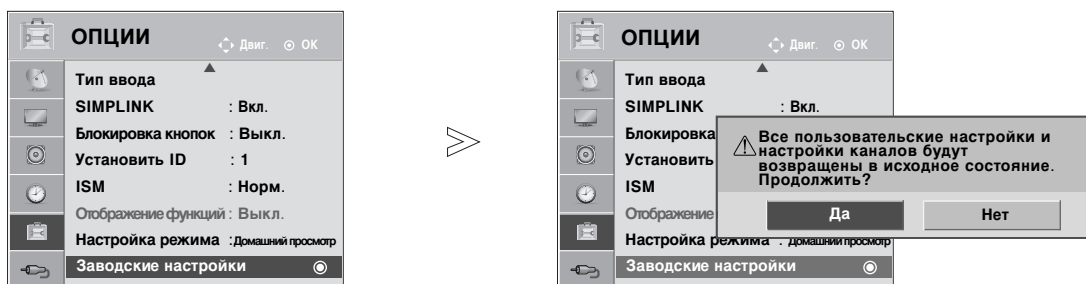 ОПЦИИ
Двиг. ОК
Тип ввода
SIMPLINK : Вкл.
Блокировка кнопок : Выкл.
Установить ID : 1
ISM : Норм.
Отображение функций : Выкл.
Настройка режима : Домашний просмотр
Заводские настройки
ОПЦИИ
Двиг. ОК
Тип ввода
SIMPLINK : Вкл.
Блокировка
Установить
ISM
Отображение
Настройка режима : Домашний просмотр
Заводские настройки
Все пользовательские настройки и
настройки каналов будут
возвращены в исходное состояние.
Продолжить?
Да Нет